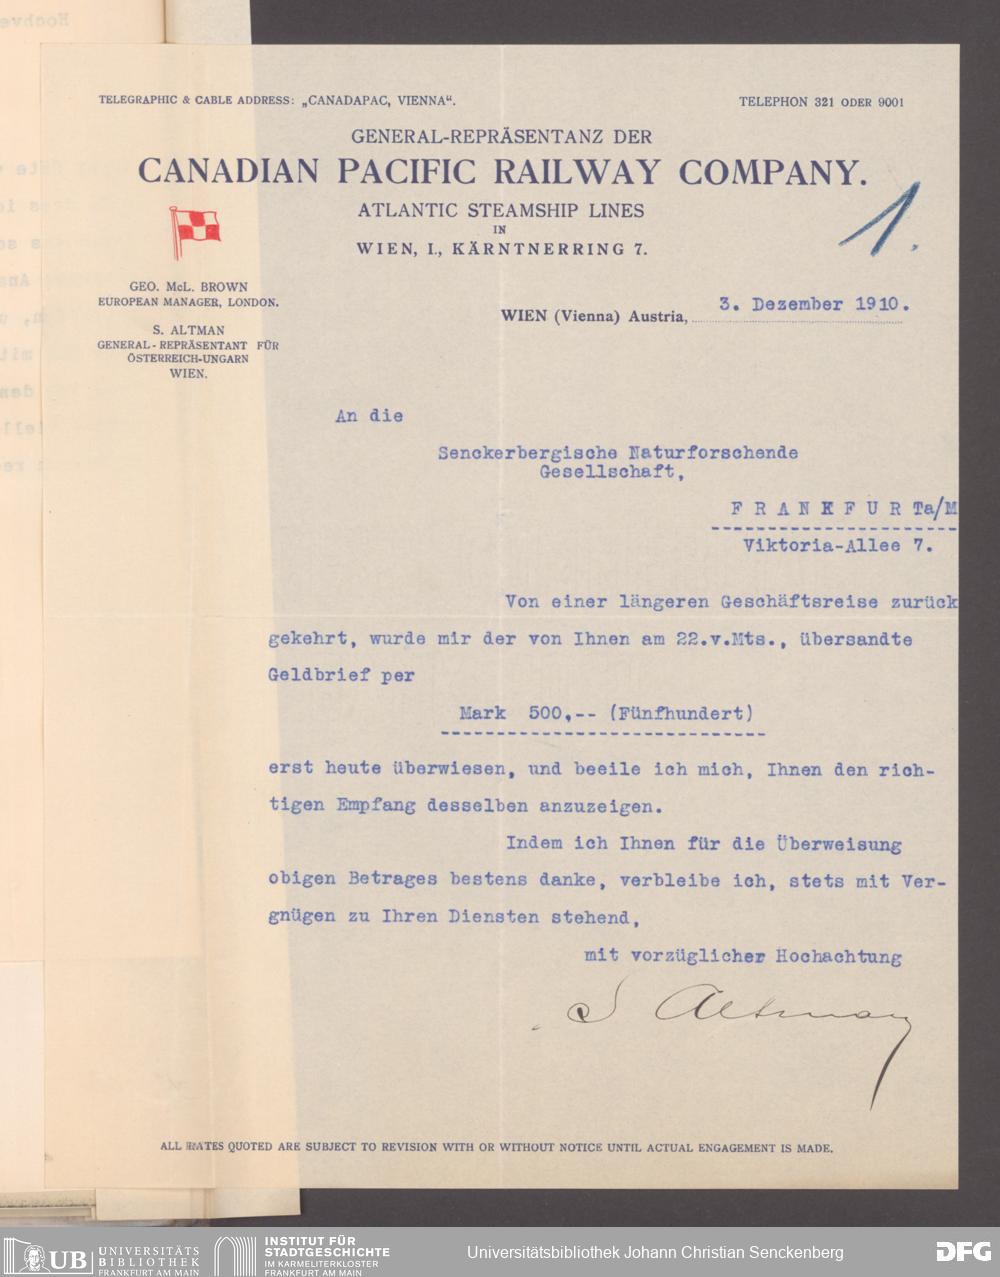 TELEGRAPHIC & CABLE ADDRESS: „CANADAPAC, VIENNA“.
TELEPHON 321 ODER 9001
GENERAL-REPRÄSENTANZ DER
CANADIAN PACIFIC RAILWAY COMPANY.
ATLANTIC STEAMSHIP LINES
IN
WIEN, I., KÄRNTNERRING 7.
1.
GEO. McL. BROWN
EUROPEAN MANAGER, LONDON.
S. ALTMAN
GENERAL-REPRÄSENTANT FÜR
ÖSTERREICH-UNGARN
WIEN.
WIEN (Vienna) Austria, 3. Dezember 1910.
An die
Senckerbergische Naturforschende
Gesellschaft,
F R A N K F U R Ta/M
Viktoria-Allee 7.
Von einer längeren Geschäftsreise zurück
gekehrt, wurde mir der von Ihnen am 22.v.Mts., übersandte
Geldbrief per
Mark 500,-- (Fünfhundert)
erst heute überwiesen, und beeile ich mich, Ihnen den rich-
tigen Empfang desselben anzuzeigen.
Indem ich Ihnen für die Überweisung
obigen Betrages bestens danke, verbleibe ich, stets mit Ver-
gnügen zu Ihren Diensten stehend,
mit vorzüglicher Hochachtung
S Altman
ALL RATES QUOTED ARE SUBJECT TO REVISION WITH OR WITHOUT NOTICE UNTIL ACTUAL ENGAGEMENT IS MADE.
UB UNIVERSITÄTS
BIBLIOTHEK
FRANKFURT AM MAIN
INSTITUT FÜR
STADTGESCHICHTE
IM KARMELITERKLOSTER
FRANKFURT AM MAIN
Universitätsbibliothek Johann Christian Senckenberg
DFG